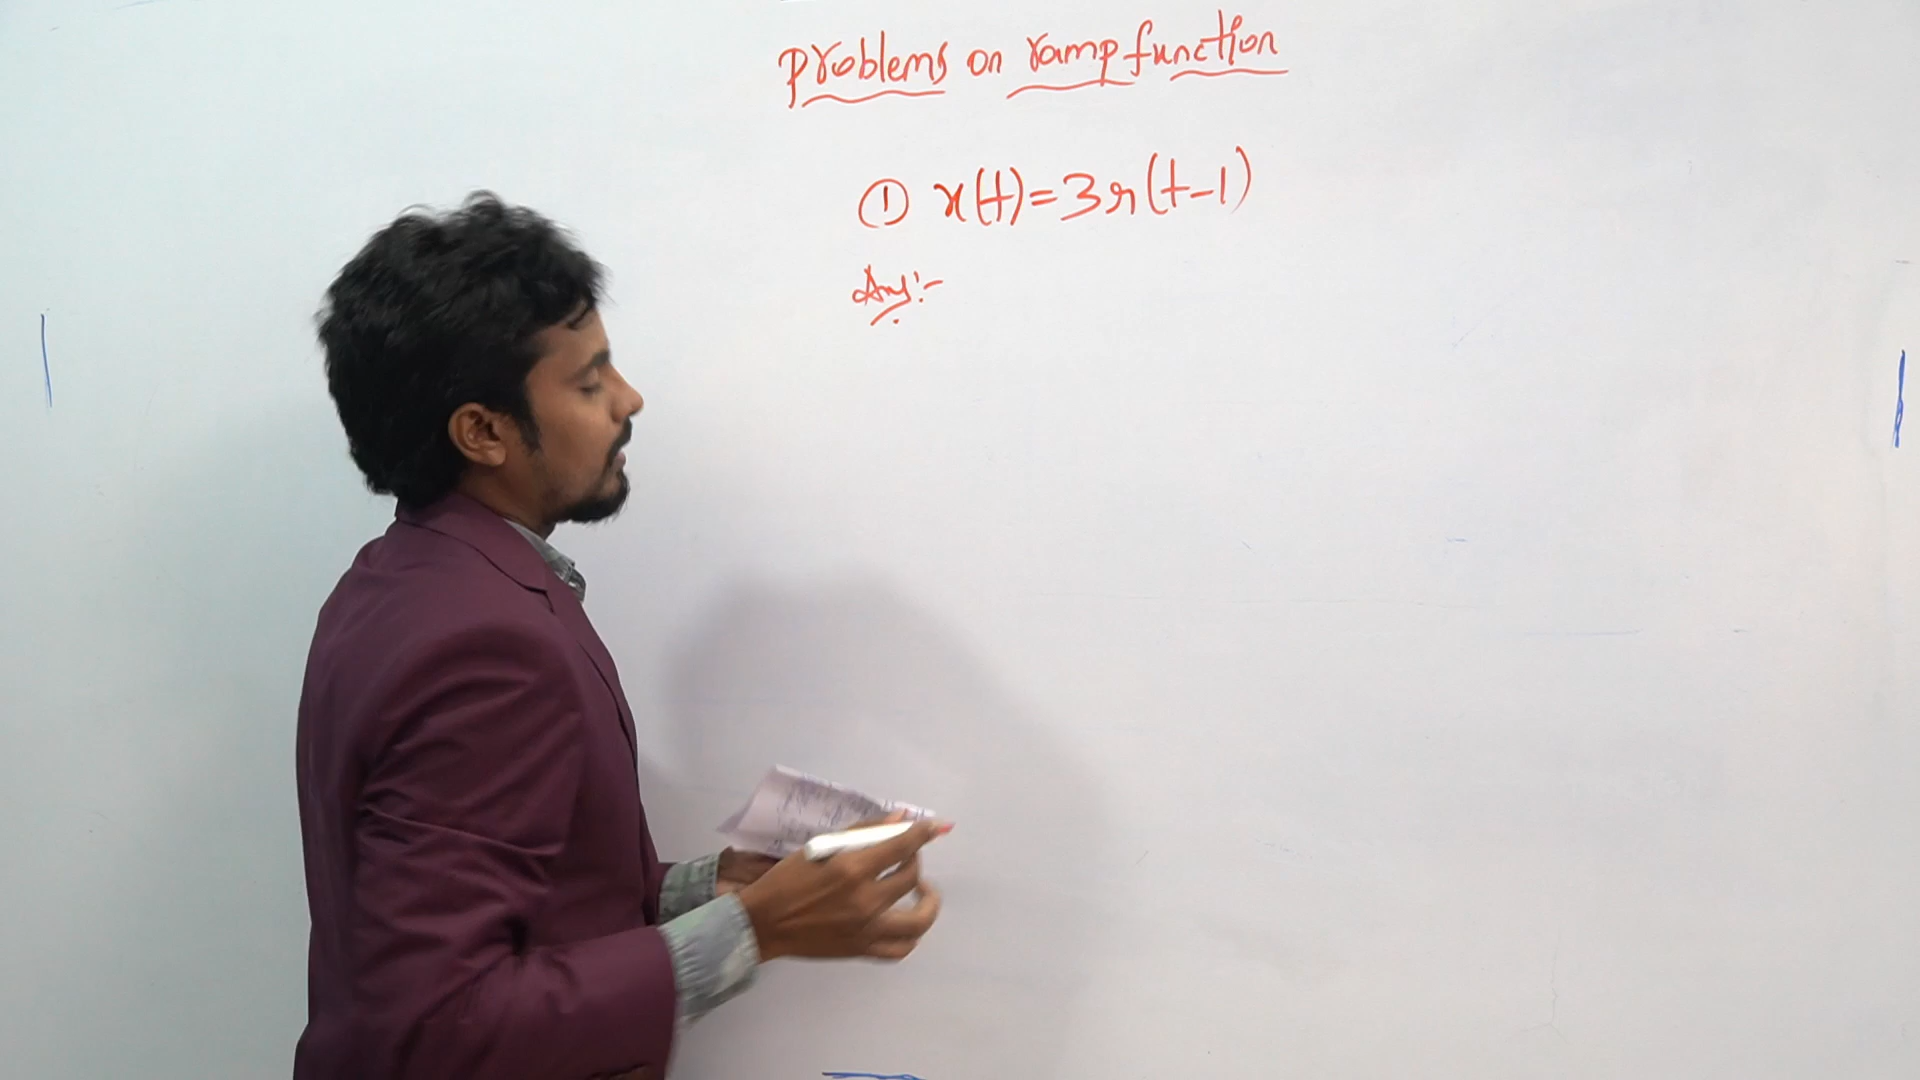 Problems on ramp function
① x(t)=3r(t-1)
Ans:-